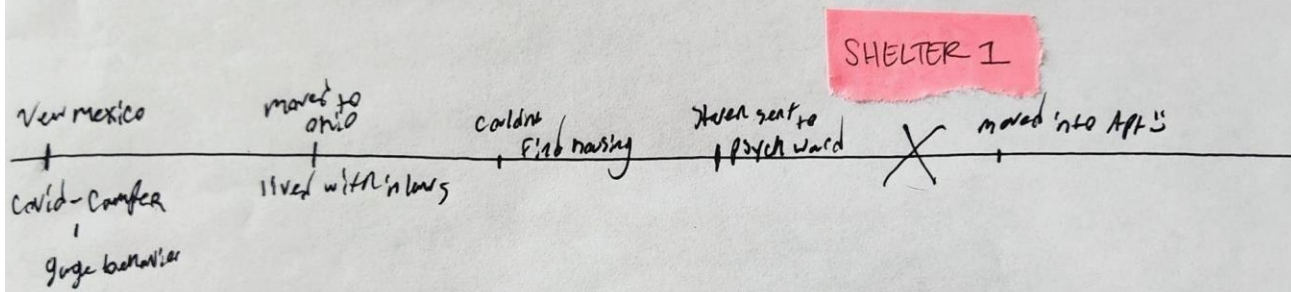 SHELTER 1
New mexico
moved to
ohio
couldnt
find housing
Steven sent to
psych ward
moved into Apt :)
covid-camper
lived with in laws
behavior